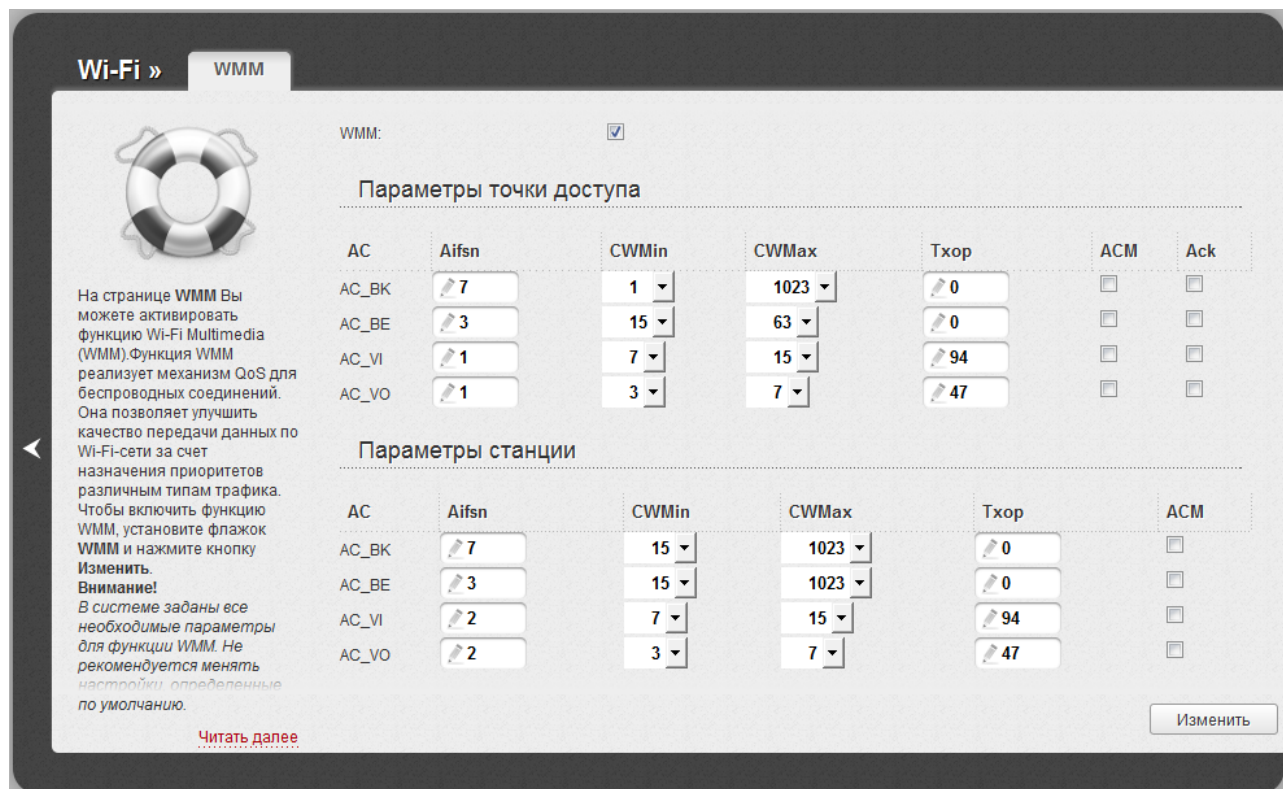 Wi-Fi » WMM
WMM:
Параметры точки доступа
AC Aifsn CWMin CWMax Txop ACM Ack
AC_BK 7 1 1023 0
AC_BE 3 15 63 0
AC_VI 1 7 15 94
AC_VO 1 3 7 47
Параметры станции
AC Aifsn CWMin CWMax Txop ACM
AC_BK 7 15 1023 0
AC_BE 3 15 1023 0
AC_VI 2 7 15 94
AC_VO 2 3 7 47
Изменить
На странице WMM Вы
можете активировать
функцию Wi-Fi Multimedia
(WMM).Функция WMM
реализует механизм QoS для
беспроводных соединений.
Она позволяет улучшить
качество передачи данных по
Wi-Fi-сети за счет
назначения приоритетов
различным типам трафика.
Чтобы включить функцию
WMM, установите флажок
WMM и нажмите кнопку
Изменить.
Внимание!
В системе заданы все
необходимые параметры
для функции WMM. Не
рекомендуется менять
настройки, определенные
по умолчанию.
Читать далее